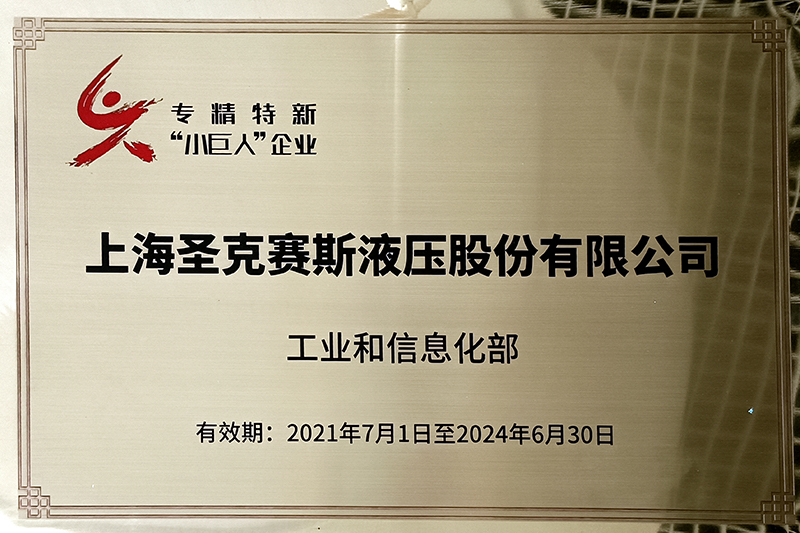 专精特新
“小巨人”企业
上海圣克赛斯液压股份有限公司
工业和信息化部
有效期：2021年7月1日至2024年6月30日